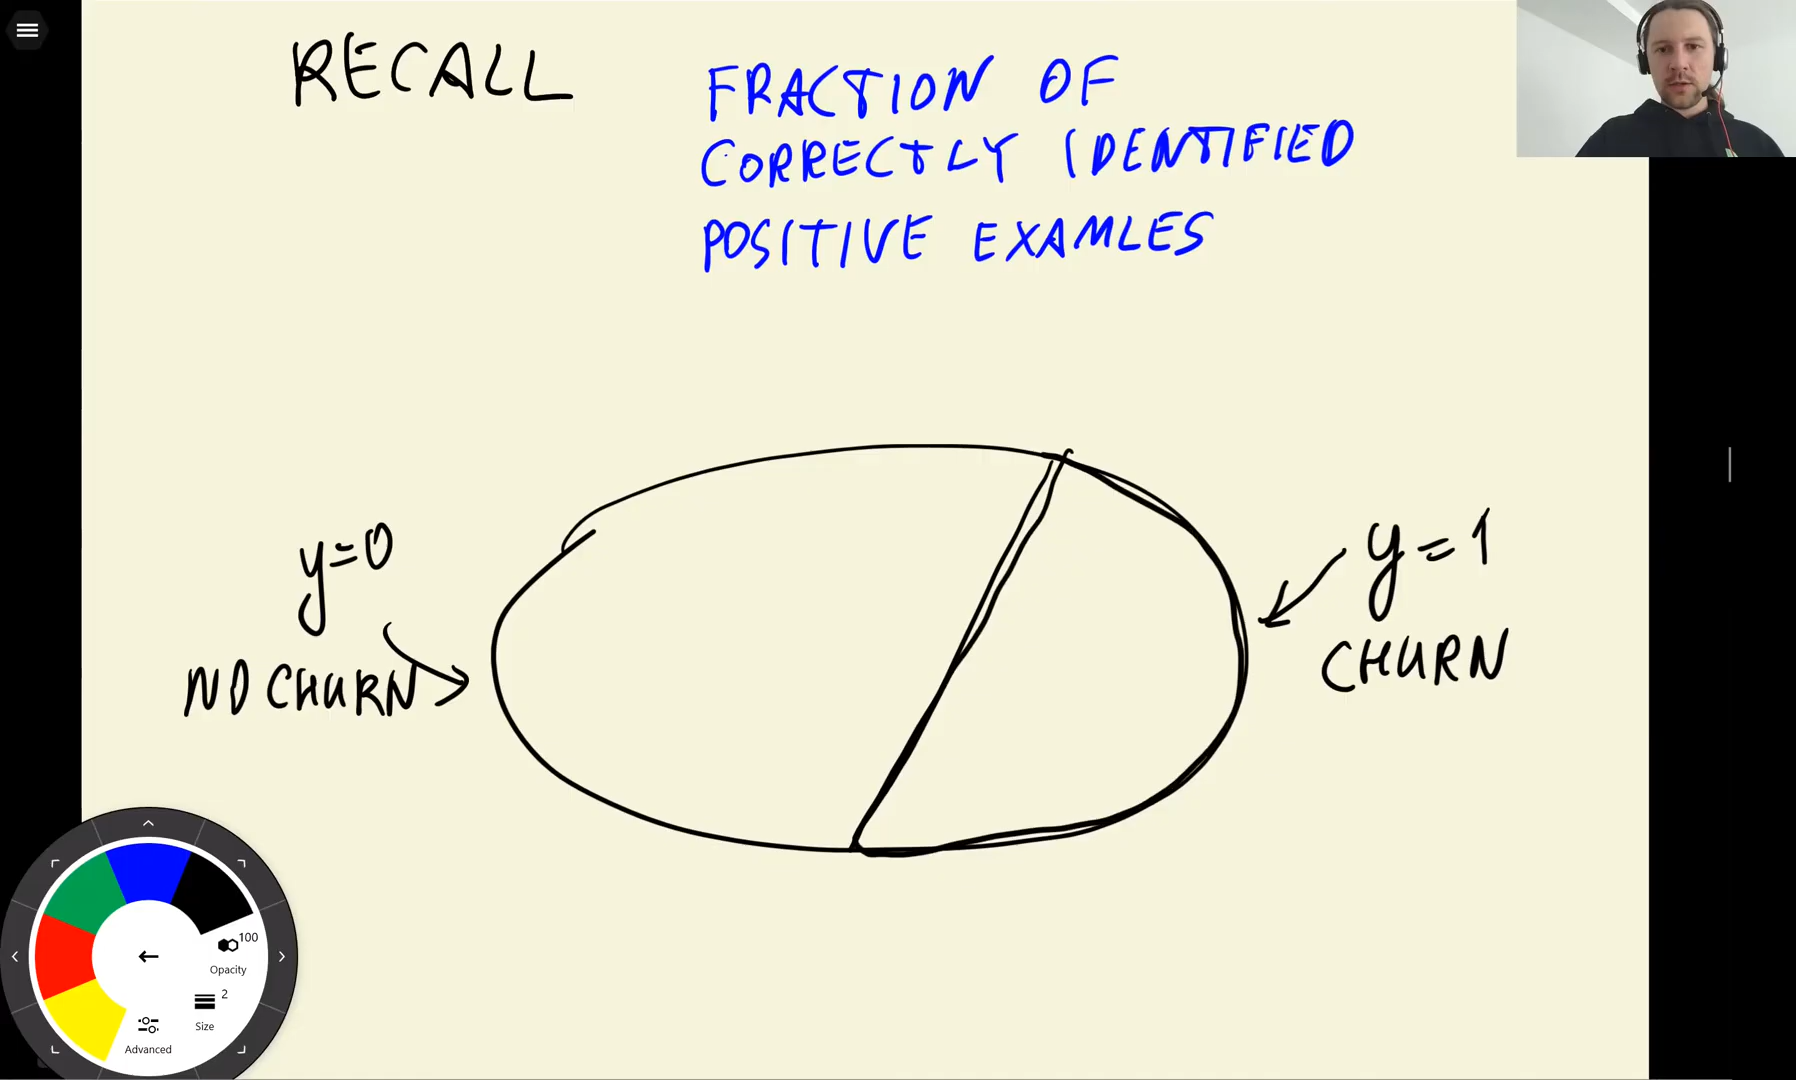 RECALL
FRACTION OF
CORRECTLY IDENTIFIED
POSITIVE EXAMLES
y=0
NO CHURN
y=1
CHURN
100
Opacity
2
Size
Advanced